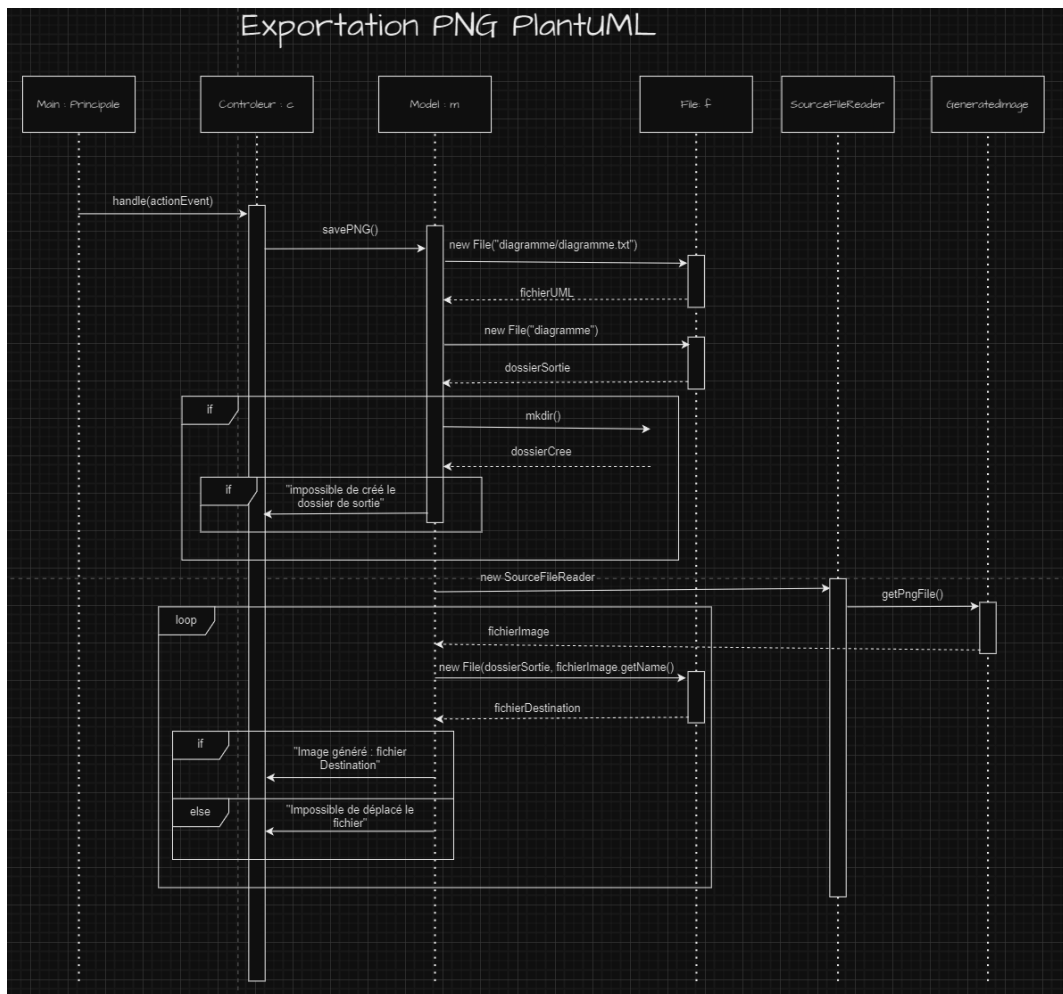 Exportation PNG PlantUML
Main : Principale
Controleur : c
Model : m
File: f
SourceFileReader
GeneratedImage
handle(actionEvent)
savePNG()
new File("diagramme/diagramme.txt")
fichierUML
new File("diagramme")
dossierSortie
if
mkdir()
dossierCree
if
"impossible de créé le
dossier de sortie"
new SourceFileReader
getPngFile()
loop
fichierImage
new File(dossierSortie, fichierImage.getName()
fichierDestination
if
"Image généré : fichier
Destination"
else
"Impossible de déplacé le
fichier"